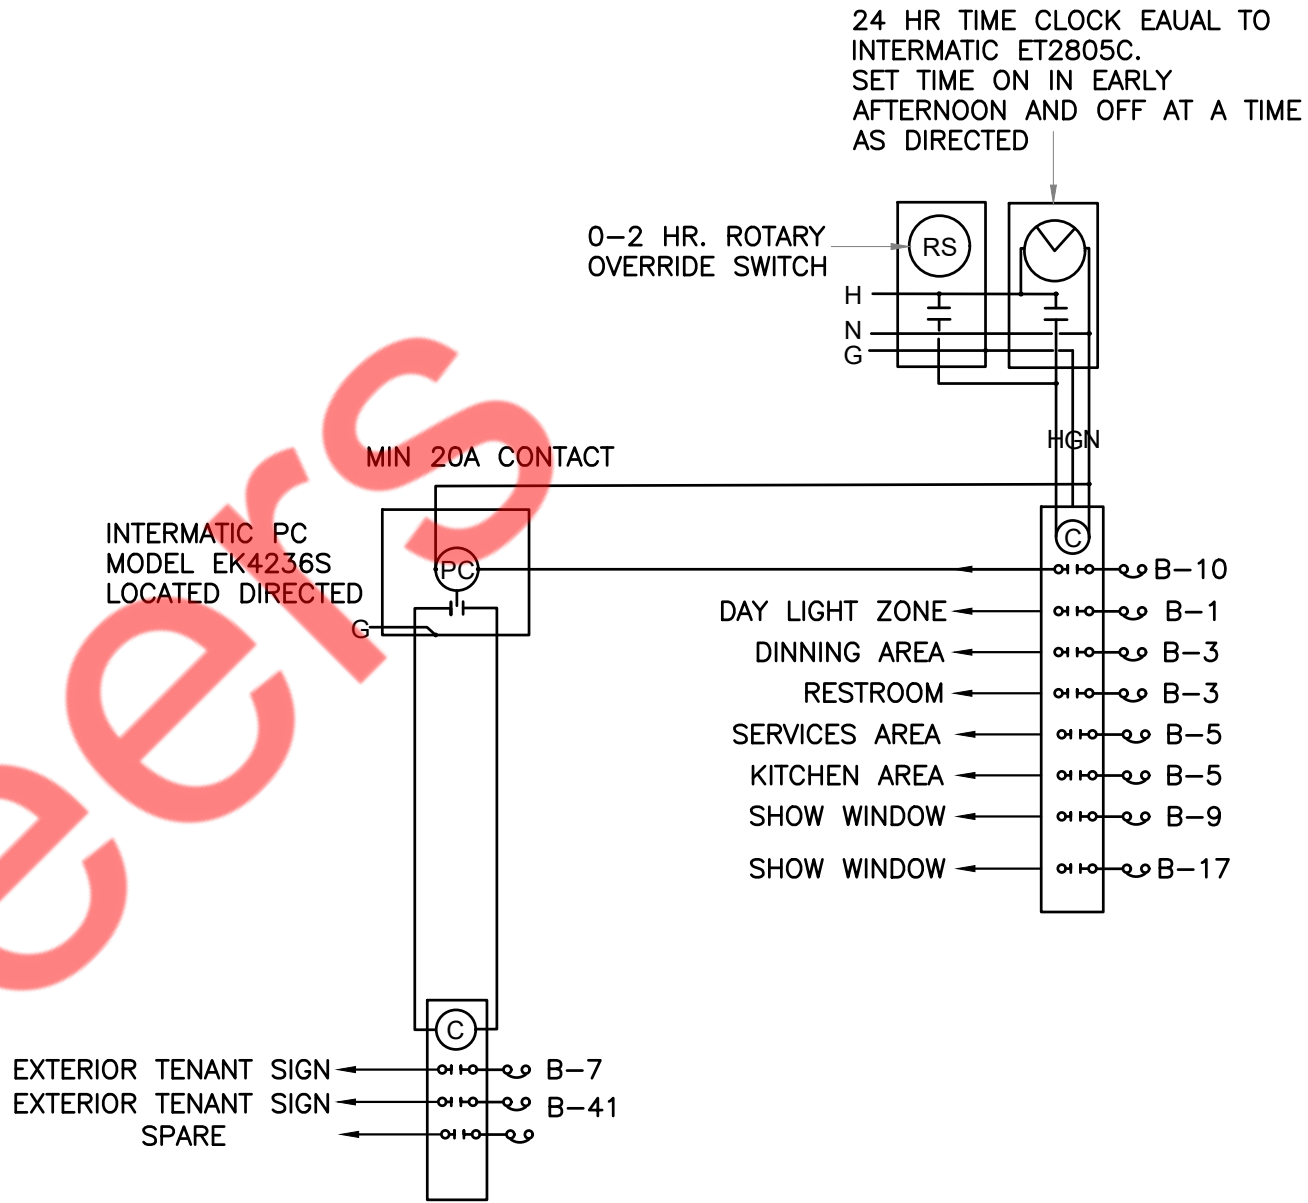 24 HR TIME CLOCK EAUAL TO
INTERMATIC ET2805C.
SET TIME ON IN EARLY
AFTERNOON AND OFF AT A TIME
AS DIRECTED
0-2 HR. ROTARY
OVERRIDE SWITCH
RS
H
N
G
HGN
MIN 20A CONTACT
INTERMATIC PC
MODEL EK4236S
LOCATED DIRECTED
PC
G
C
B-10
DAY LIGHT ZONE B-1
DINNING AREA B-3
RESTROOM B-3
SERVICES AREA B-5
KITCHEN AREA B-5
SHOW WINDOW B-9
SHOW WINDOW B-17
C
EXTERIOR TENANT SIGN B-7
EXTERIOR TENANT SIGN B-41
SPARE
eers